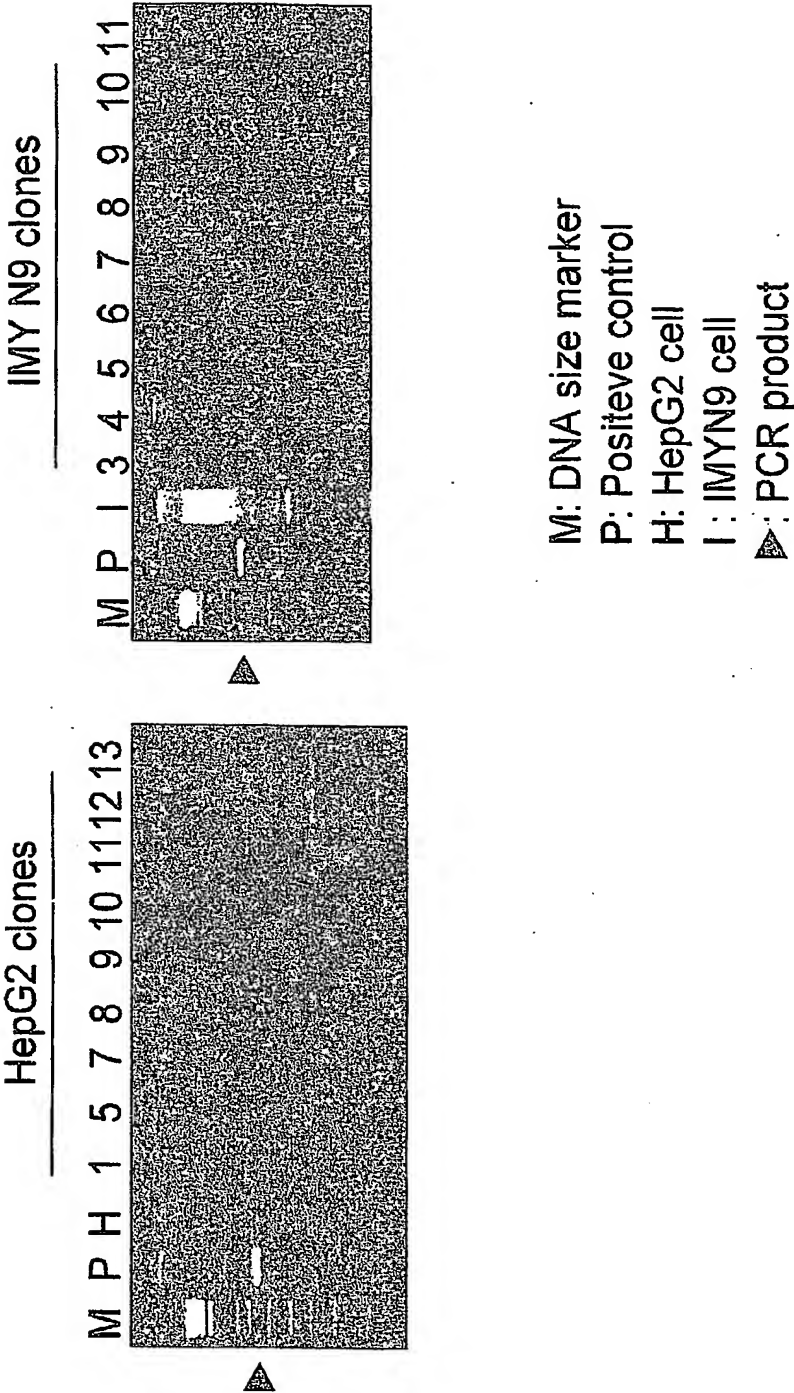 HepG2 clones
M P H 1 5 7 8 9 10 11 12 13
IMY N9 clones
M P I 3 4 5 6 7 8 9 10 11
M: DNA size marker
P: Positeve control
H: HepG2 cell
I : IMYN9 cell
▲: PCR product